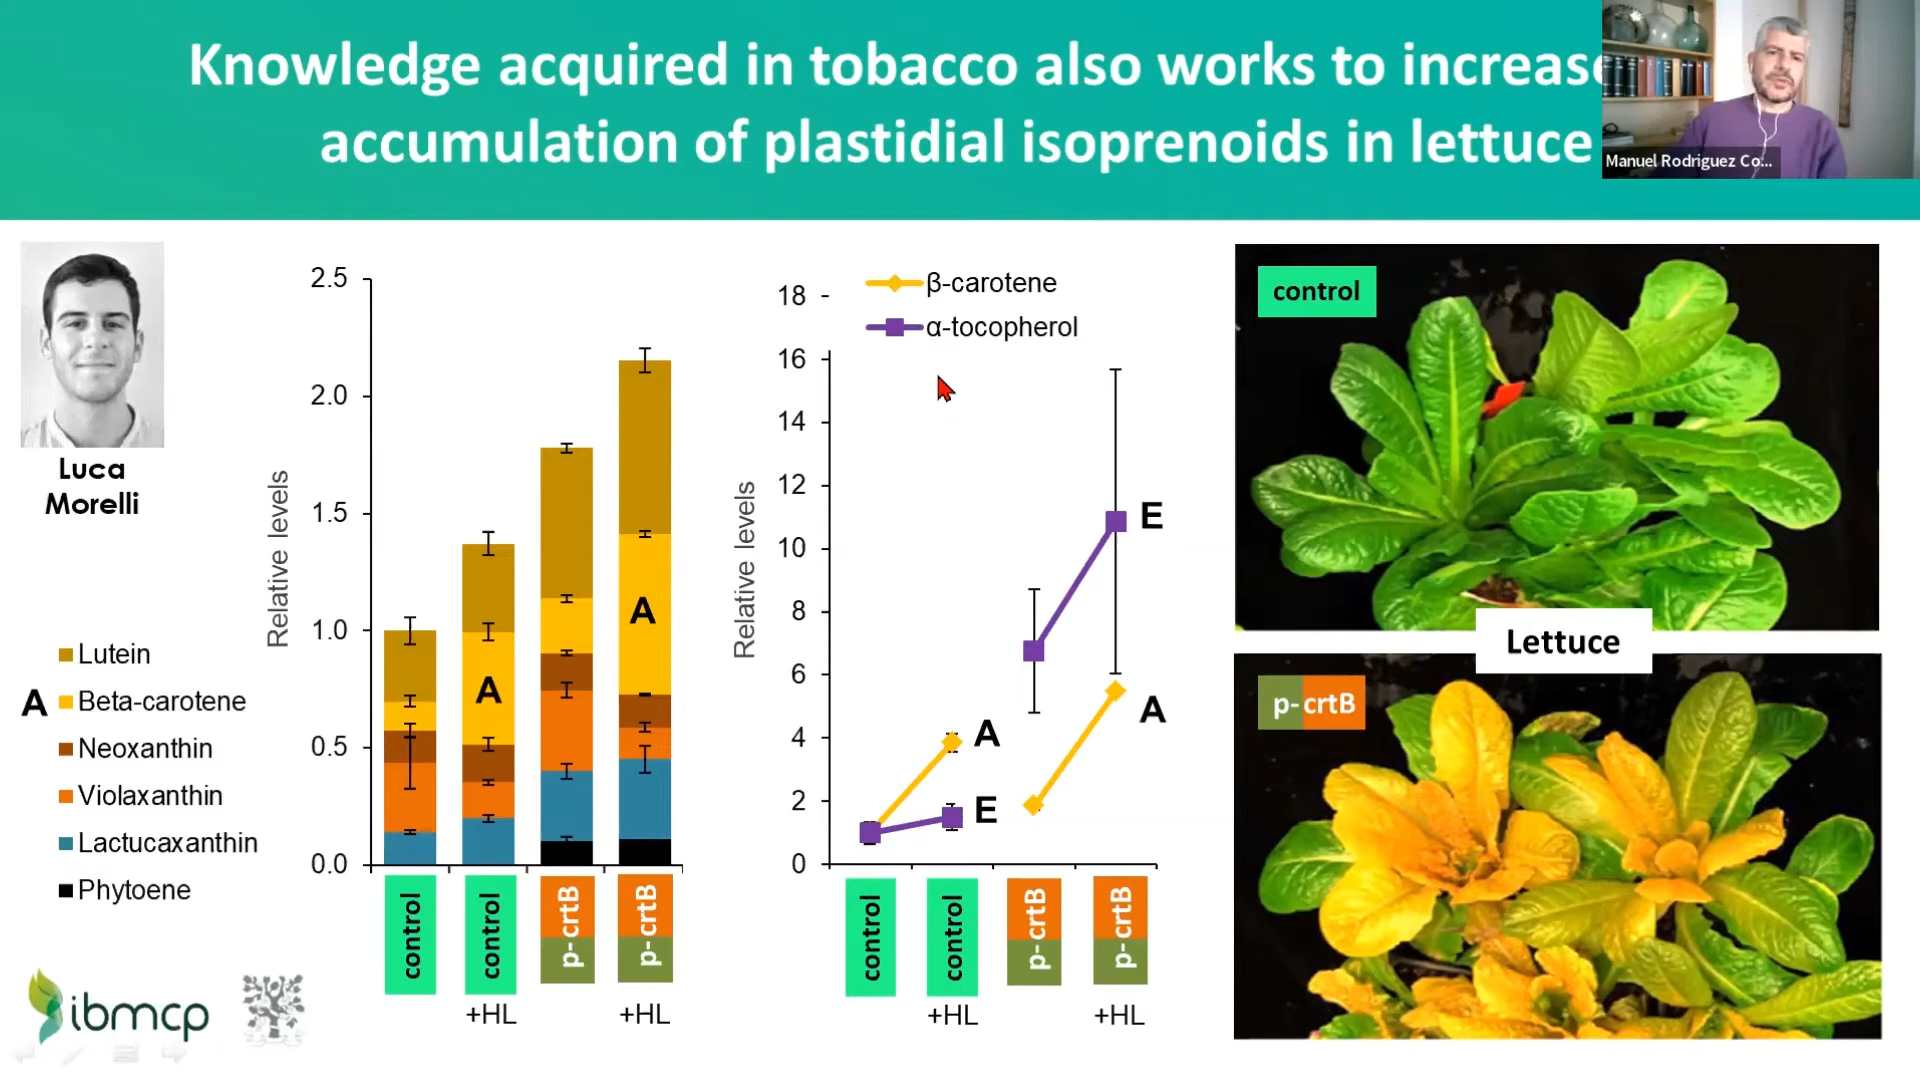 Knowledge acquired in tobacco also works to increase
accumulation of plastidial isoprenoids in lettuce
Manuel Rodriguez Co...
Luca
Morelli
Lutein
A Beta-carotene
Neoxanthin
Violaxanthin
Lactucaxanthin
Phytoene
ibmcp
Relative levels
2.5
2.0
1.5
1.0
0.5
0.0
A
A
control
control
p-crtB
p-crtB
+HL
+HL
β-carotene
α-tocopherol
Relative levels
18
16
14
12
10
8
6
4
2
0
A
E
E
A
control
control
p-crtB
p-crtB
+HL
+HL
control
Lettuce
p-crtB